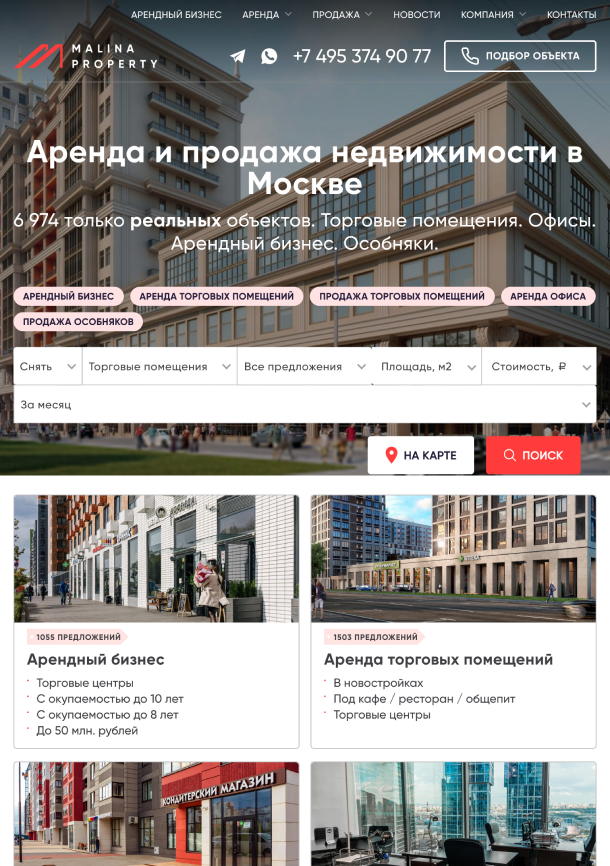 АРЕНДНЫЙ БИЗНЕС АРЕНДА ПРОДАЖА НОВОСТИ КОМПАНИЯ КОНТАКТЫ
MALINA
PROPERTY
+7 495 374 90 77
ПОДБОР ОБЪЕКТА
Аренда и продажа недвижимости в
Москве
6 974 только реальных объектов. Торговые помещения. Офисы.
Арендный бизнес. Особняки.
АРЕНДНЫЙ БИЗНЕС АРЕНДА ТОРГОВЫХ ПОМЕЩЕНИЙ ПРОДАЖА ТОРГОВЫХ ПОМЕЩЕНИЙ АРЕНДА ОФИСА
ПРОДАЖА ОСОБНЯКОВ
Снять Торговые помещения Все предложения Площадь, м2 Стоимость, ₽
За месяц
НА КАРТЕ ПОИСК
1055 ПРЕДЛОЖЕНИЙ
Арендный бизнес
Торговые центры
С окупаемостью до 10 лет
С окупаемостью до 8 лет
До 50 млн. рублей
1503 ПРЕДЛОЖЕНИЙ
Аренда торговых помещений
В новостройках
Под кафе / ресторан / общепит
Торговые центры
КОНДИТЕРСКИЙ МАГАЗИН